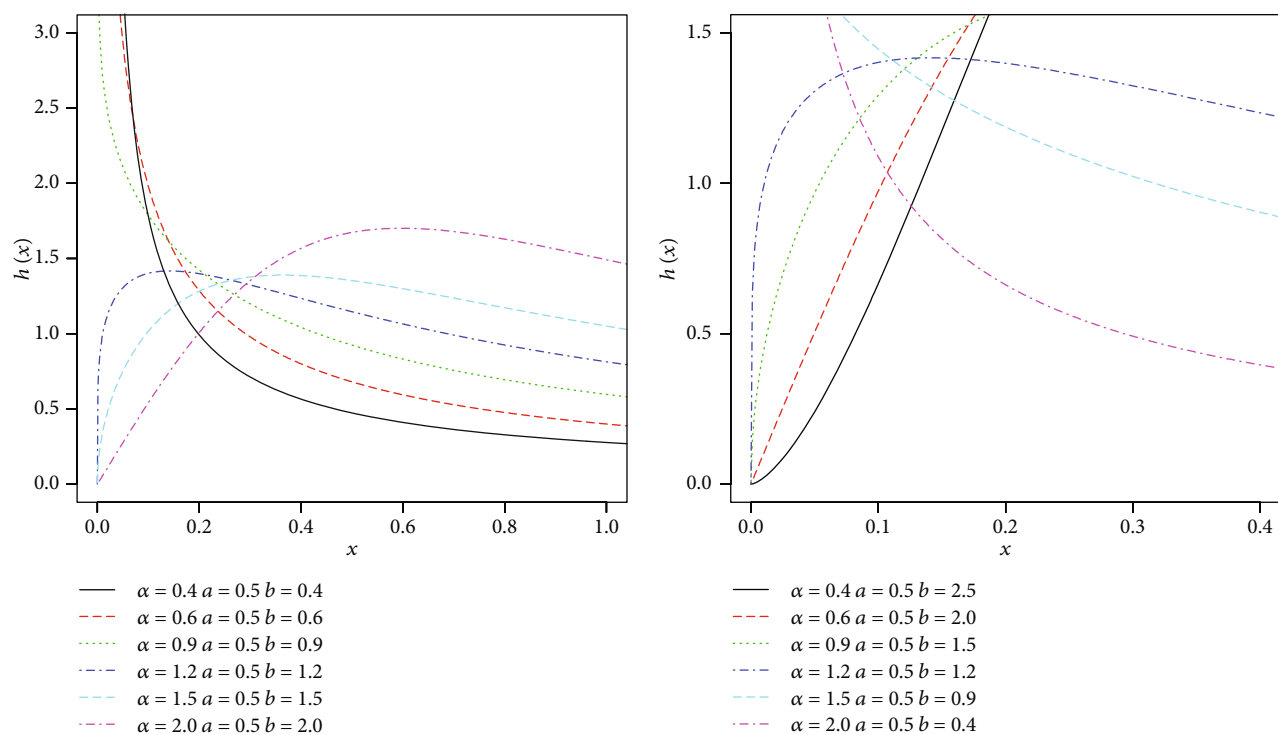 3.0
2.5
2.0
1.5
1.0
0.5
0.0
h (x)
0.0 0.2 0.4 0.6 0.8 1.0
x
α = 0.4 a = 0.5 b = 0.4
α = 0.6 a = 0.5 b = 0.6
α = 0.9 a = 0.5 b = 0.9
α = 1.2 a = 0.5 b = 1.2
α = 1.5 a = 0.5 b = 1.5
α = 2.0 a = 0.5 b = 2.0
1.5
1.0
0.5
0.0
h (x)
0.0 0.1 0.2 0.3 0.4
x
α = 0.4 a = 0.5 b = 2.5
α = 0.6 a = 0.5 b = 2.0
α = 0.9 a = 0.5 b = 1.5
α = 1.2 a = 0.5 b = 1.2
α = 1.5 a = 0.5 b = 0.9
α = 2.0 a = 0.5 b = 0.4